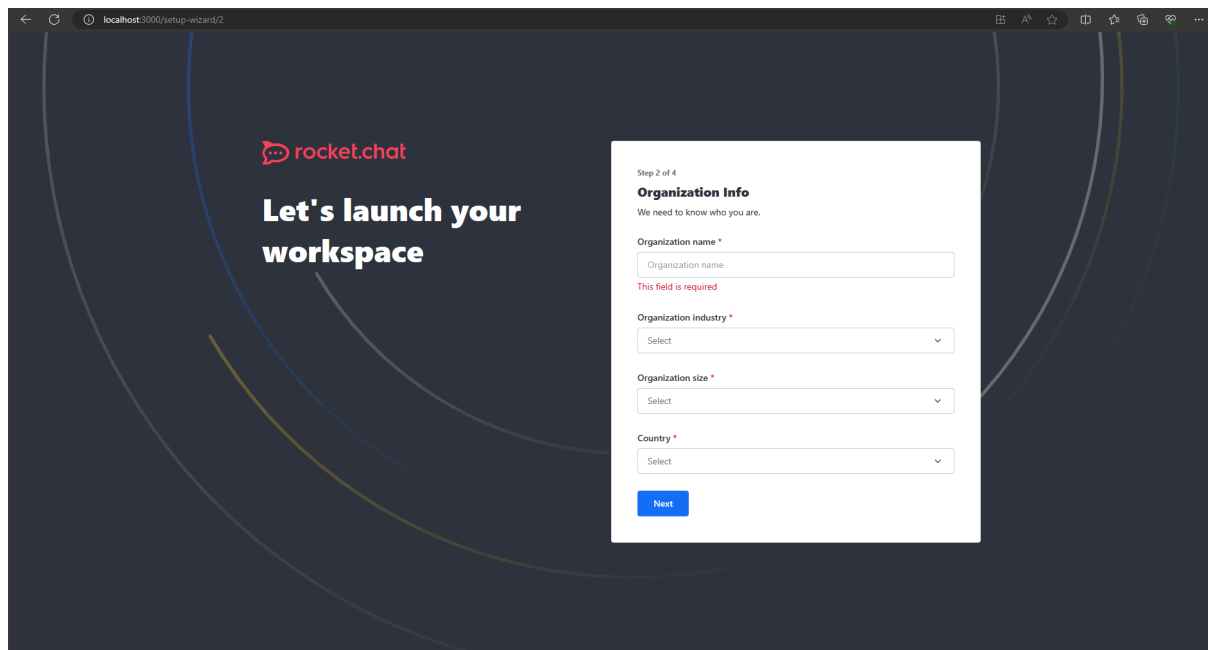 localhost:3000/setup-wizard/2
rocket.chat
Let's launch your
workspace
Step 2 of 4
Organization Info
We need to know who you are.
Organization name *
Organization name
This field is required
Organization industry *
Select
Organization size *
Select
Country *
Select
Next